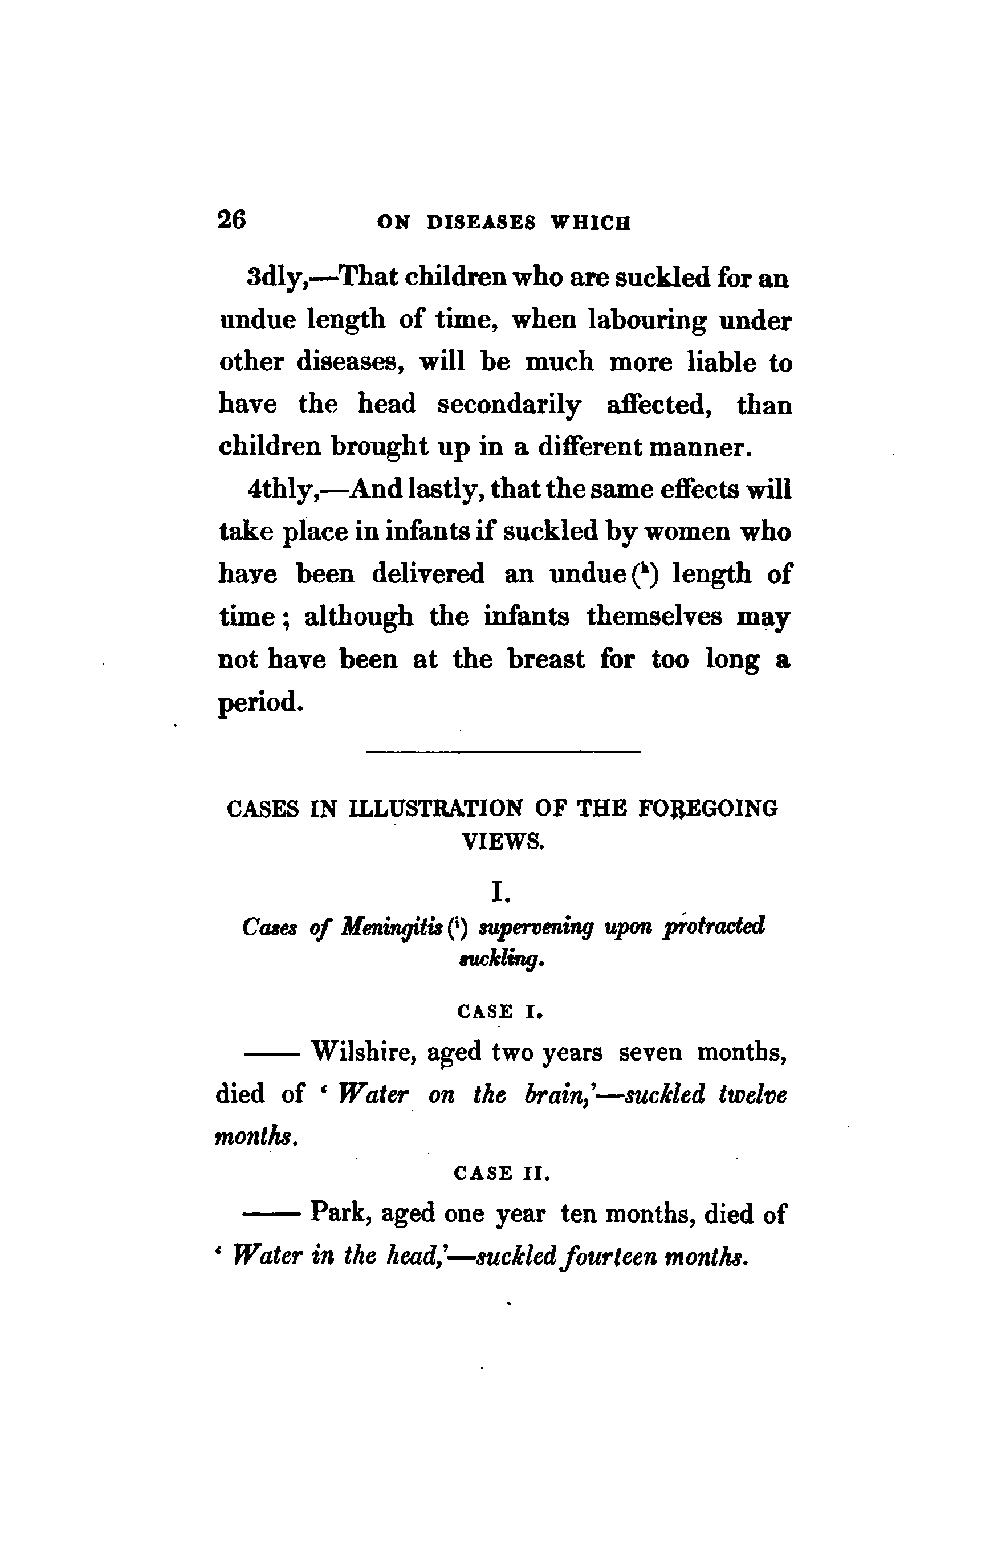 26 ON DISEASES WHICH
3dly,—That children who are suckled for an
undue length of time, when labouring under
other diseases, will be much more liable to
have the head secondarily affected, than
children brought up in a different manner.
4thly,—And lastly, that the same effects will
take place in infants if suckled by women who
have been delivered an undue (ʰ) length of
time; although the infants themselves may
not have been at the breast for too long a
period.
CASES IN ILLUSTRATION OF THE FOREGOING
VIEWS.
I.
Cases of Meningitis (ⁱ) supervening upon protracted
suckling.
CASE I.
—— Wilshire, aged two years seven months,
died of ‘Water on the brain,’—suckled twelve
months.
CASE II.
—— Park, aged one year ten months, died of
‘Water in the head,’—suckled fourteen months.